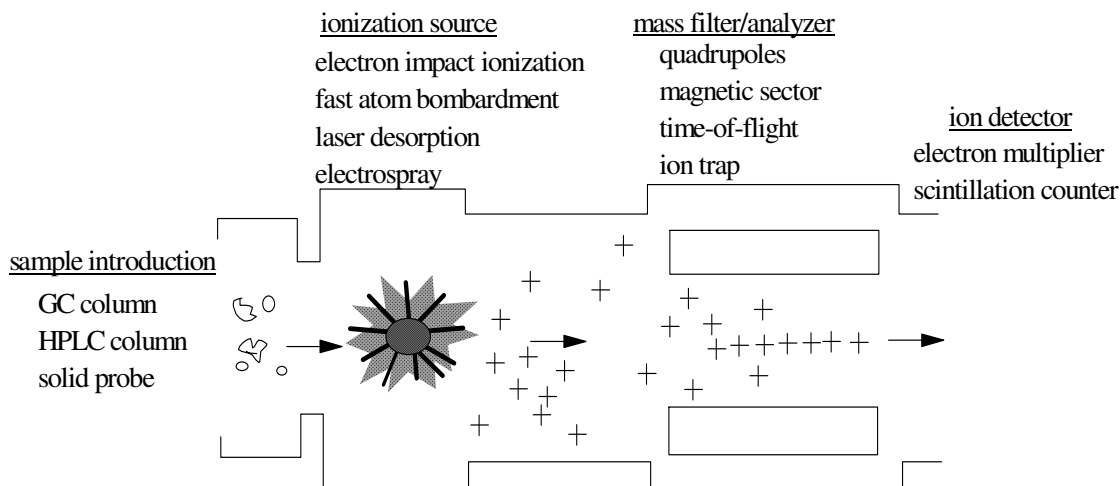 ionization source
electron impact ionization
fast atom bombardment
laser desorption
electrospray
mass filter/analyzer
quadrupoles
magnetic sector
time-of-flight
ion trap
ion detector
electron multiplier
scintillation counter
sample introduction
GC column
HPLC column
solid probe